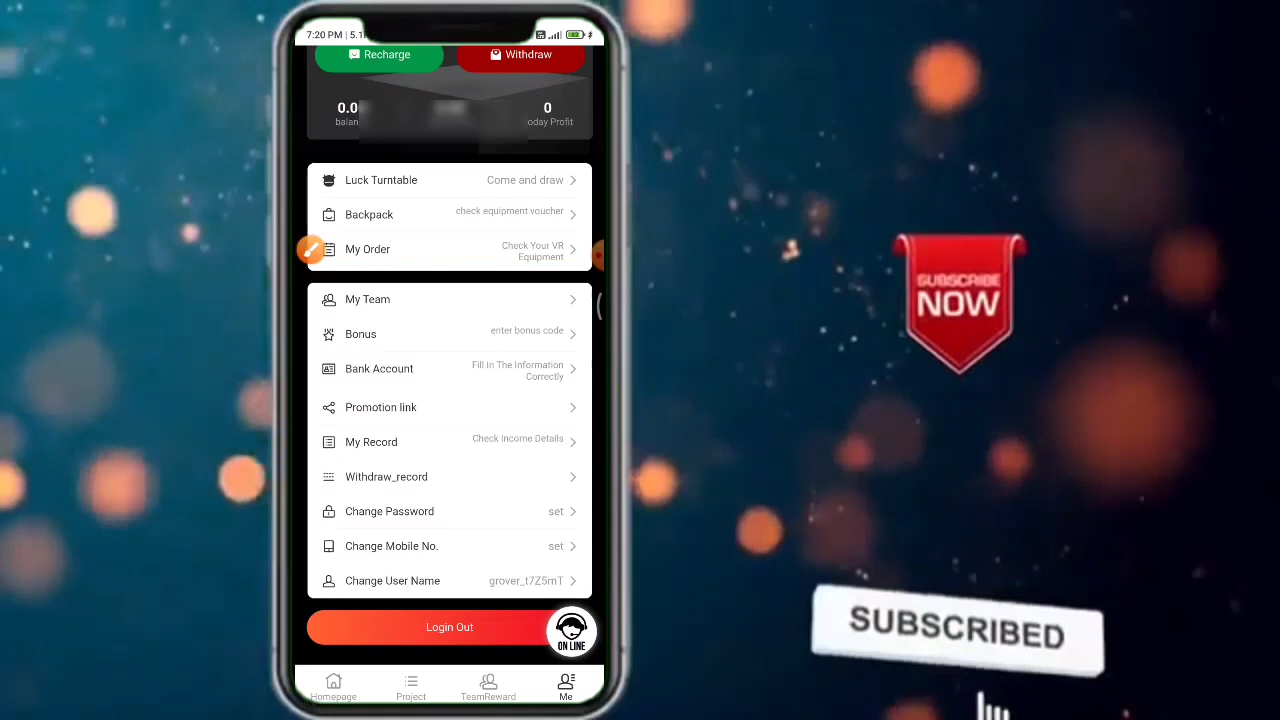 7:20 PM | 5.1
Recharge
Withdraw
0.0
0
balan
oday Profit
Luck Turntable
Come and draw
Backpack
check equipment voucher
My Order
Check Your VR
Equipment
My Team
Bonus
enter bonus code
Bank Account
Fill In The Information
Correctly
Promotion link
My Record
Check Income Details
Withdraw_record
Change Password
set
Change Mobile No.
set
Change User Name
grover_t7Z5mT
Login Out
ON LINE
Homepage
Project
TeamReward
Me
SUBSCRIBE
NOW
SUBSCRIBED